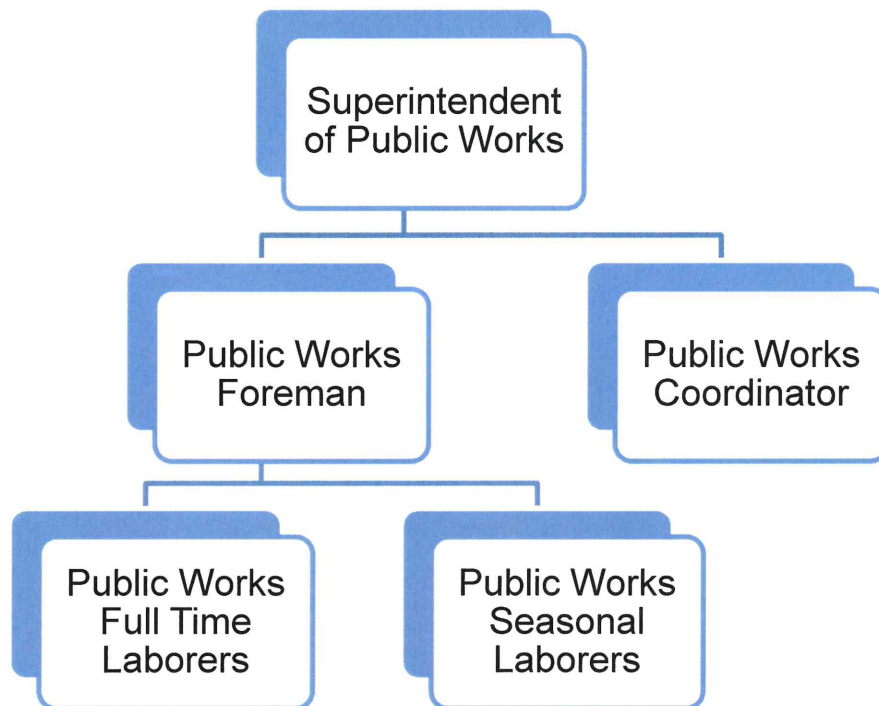 Superintendent
of Public Works
Public Works
Foreman
Public Works
Coordinator
Public Works
Full Time
Laborers
Public Works
Seasonal
Laborers